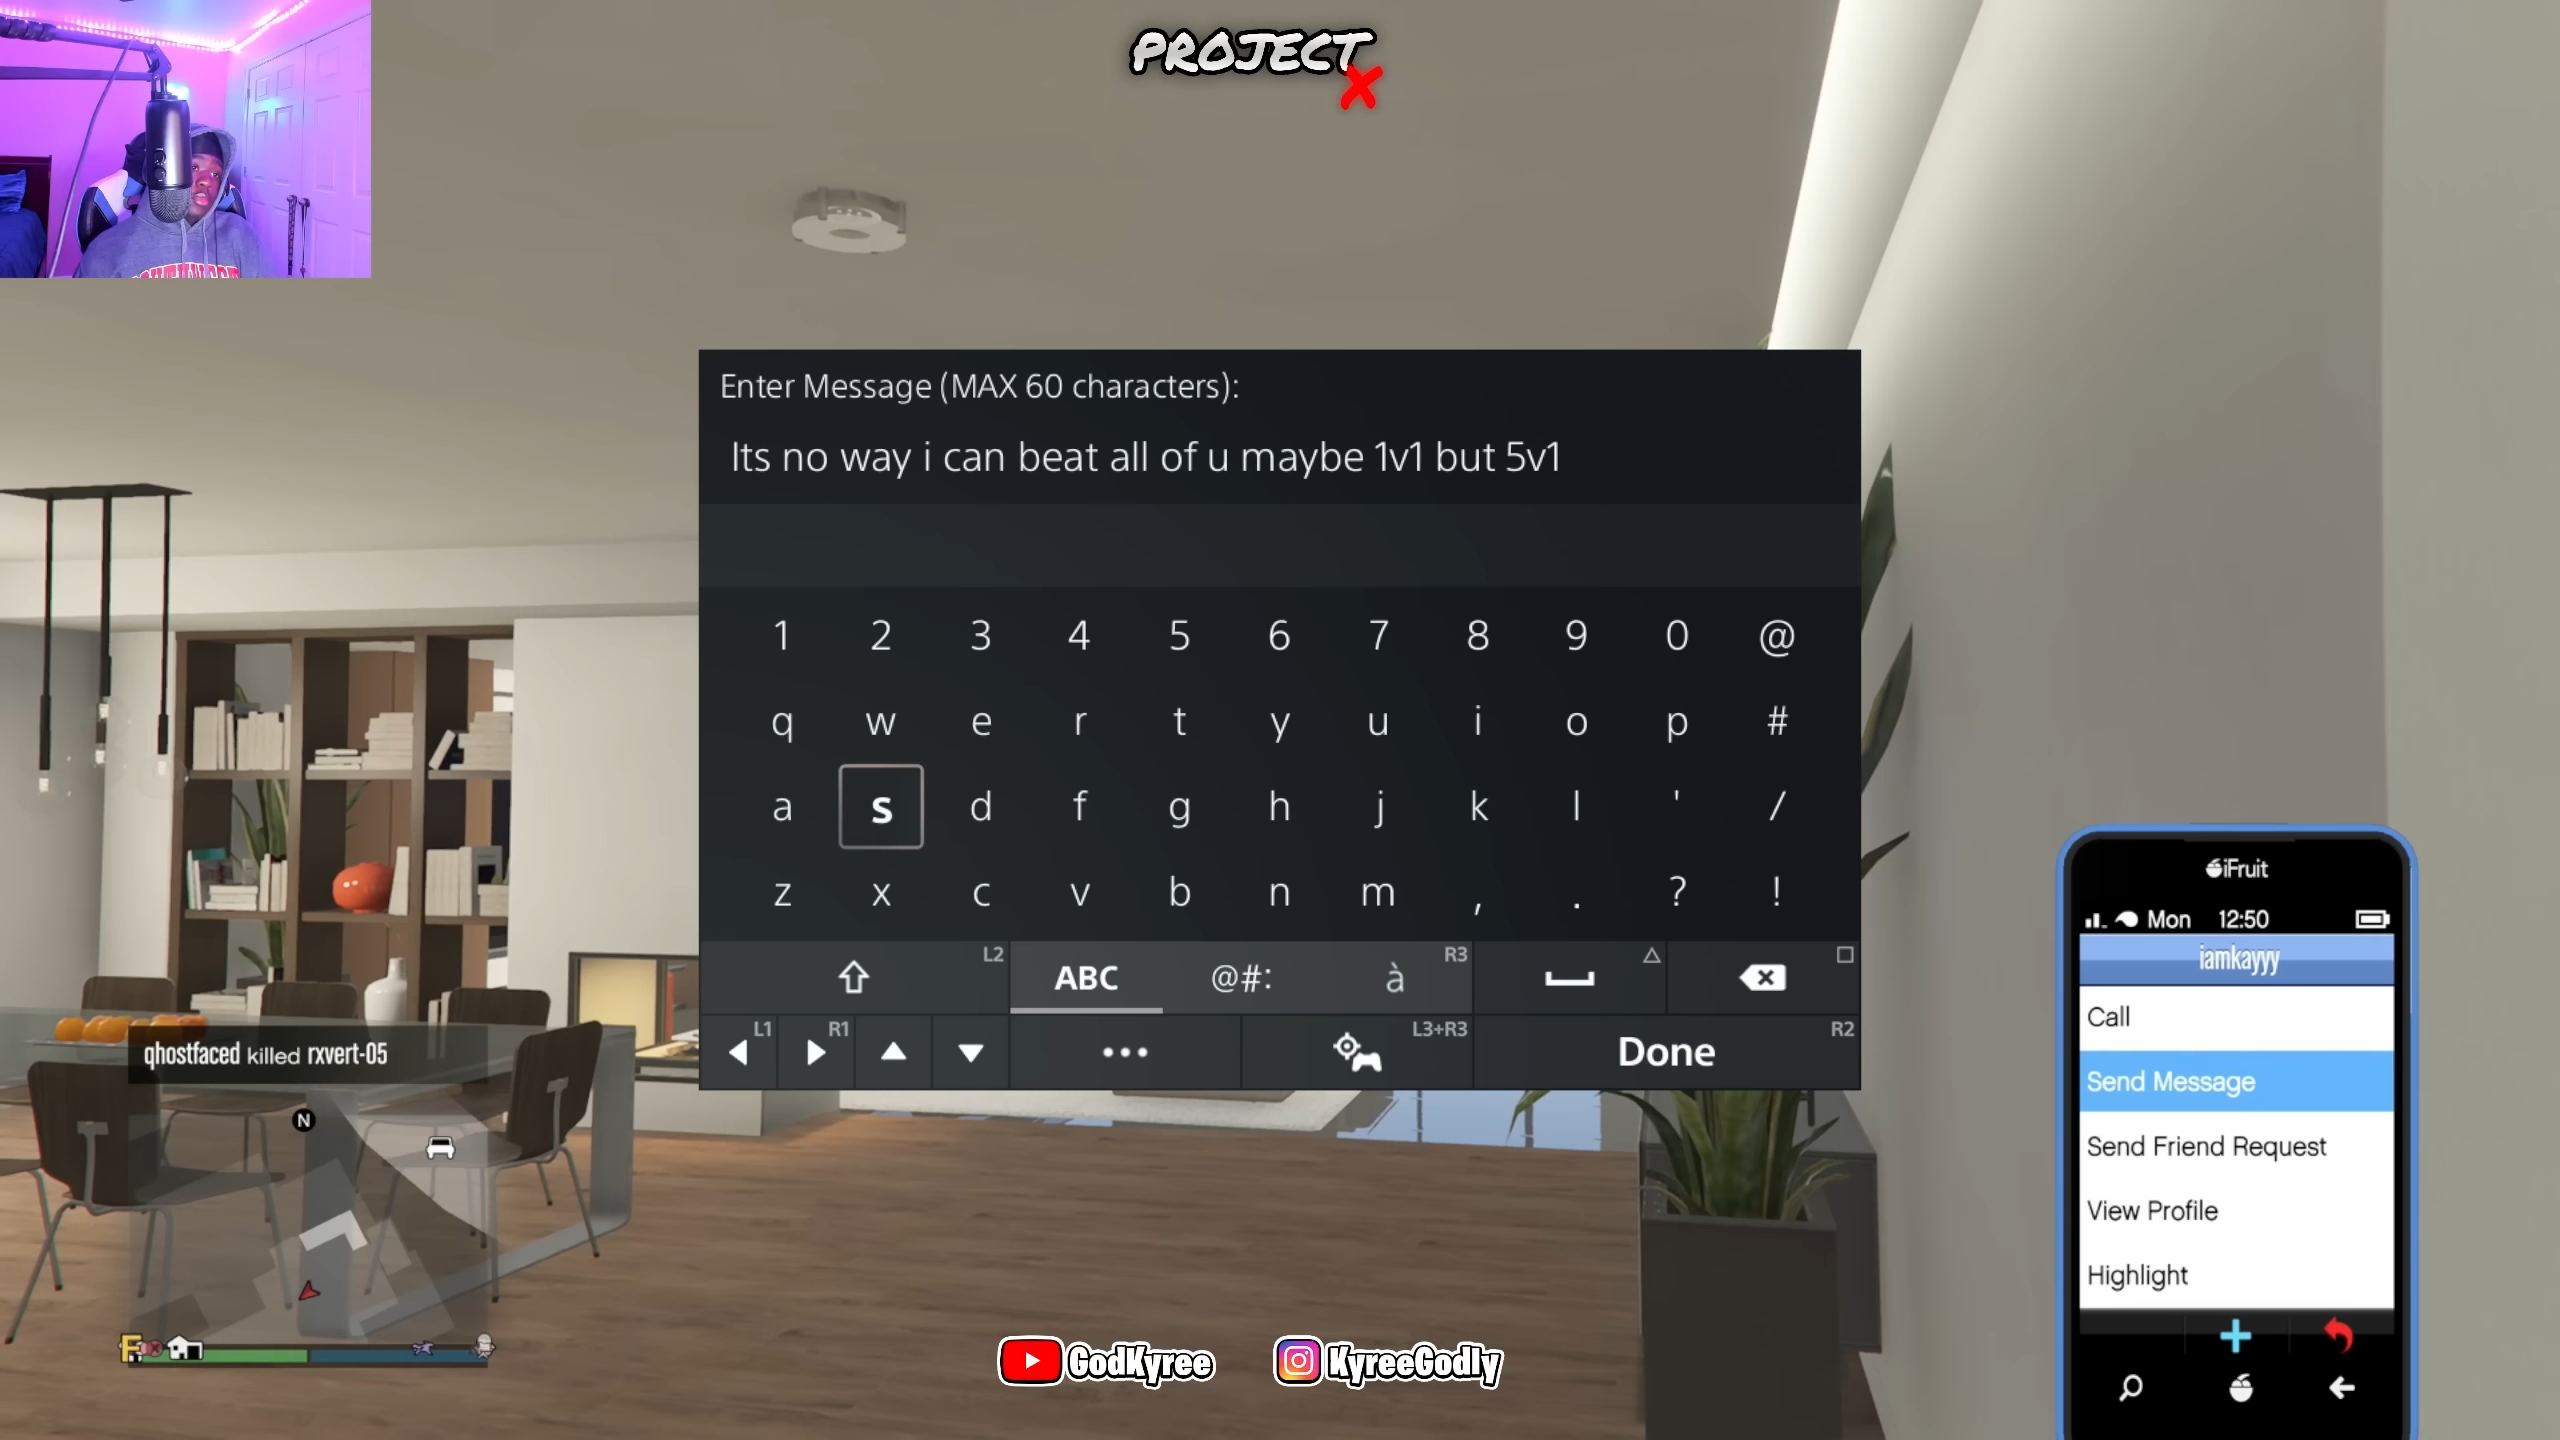 PROJECT
X
Enter Message (MAX 60 characters):
Its no way i can beat all of u maybe 1v1 but 5v1
1 2 3 4 5 6 7 8 9 0 @
q w e r t y u i o p #
a s d f g h j k l ' /
z x c v b n m , . ? !
L2
ABC @#: à R3
L1 R1 L3+R3 Done R2
qhostfaced killed rxvert-05
N
F
GodKyree
KyreeGodly
iFruit
Mon 12:50
iamkayyy
Call
Send Message
Send Friend Request
View Profile
Highlight